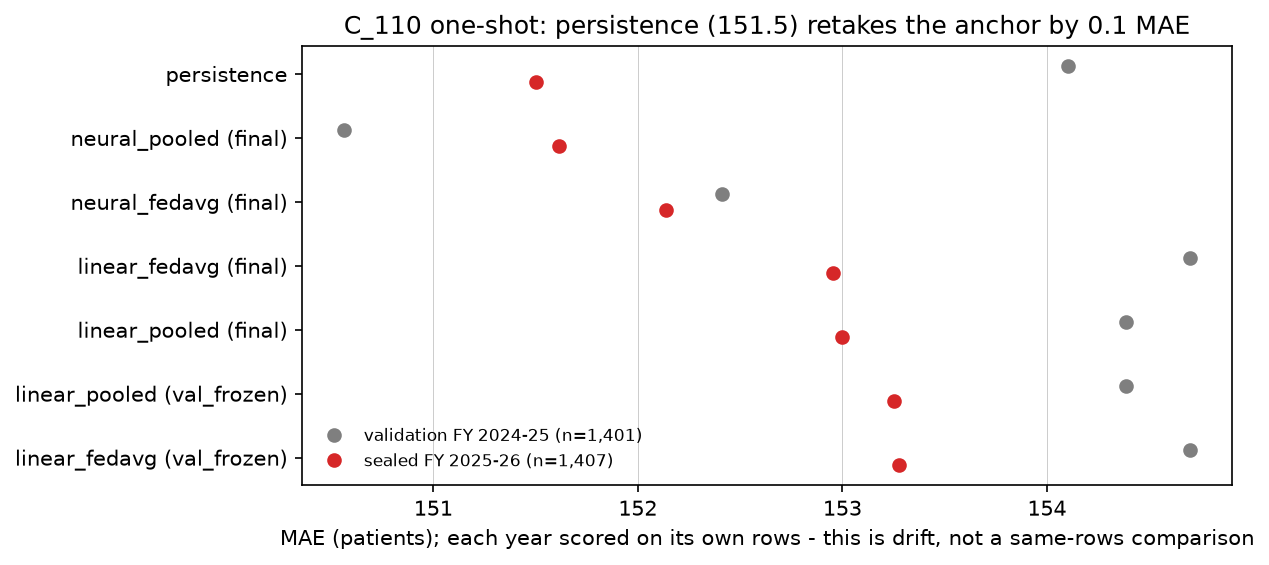 C_110 one-shot: persistence (151.5) retakes the anchor by 0.1 MAE
persistence
neural_pooled (final)
neural_fedavg (final)
linear_fedavg (final)
linear_pooled (final)
linear_pooled (val_frozen)
linear_fedavg (val_frozen)
validation FY 2024-25 (n=1,401)
sealed FY 2025-26 (n=1,407)
151 152 153 154
MAE (patients); each year scored on its own rows - this is drift, not a same-rows comparison